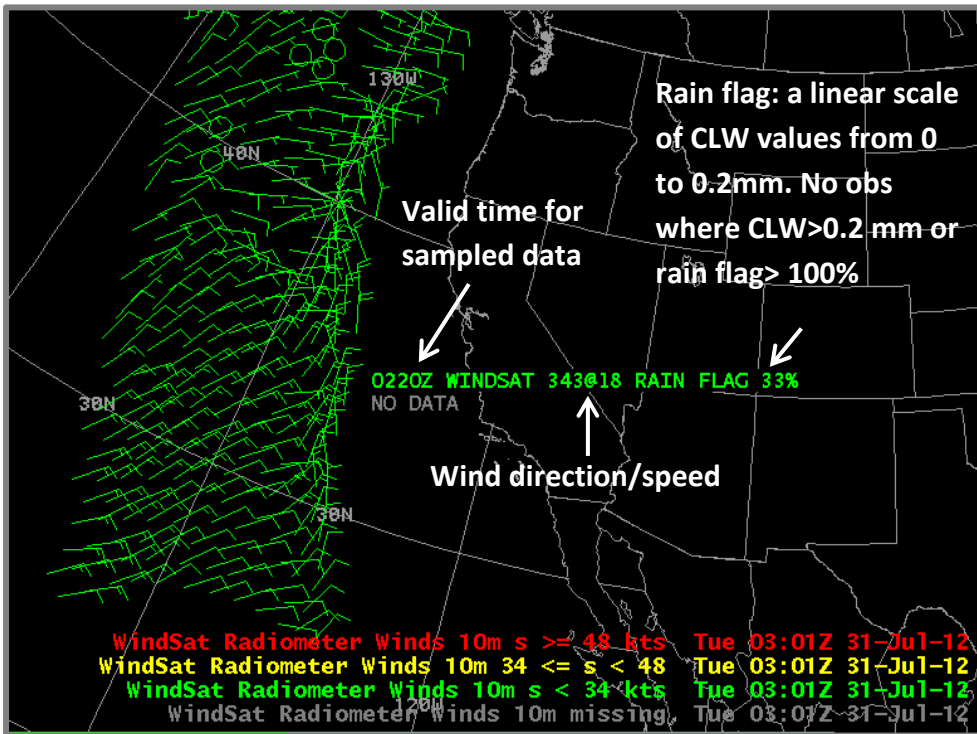 130W
Rain flag: a linear scale
of CLW values from 0
to 0.2mm. No obs
where CLW>0.2 mm or
rain flag> 100%
40N
Valid time for
sampled data
0220Z WINDSAT 343@18 RAIN FLAG 33%
NO DATA
30N
Wind direction/speed
30N
WindSat Radiometer Winds 10m s >= 48 kts Tue 03:01Z 31-Jul-12
WindSat Radiometer Winds 10m 34 <= s < 48 Tue 03:01Z 31-Jul-12
WindSat Radiometer Winds 10m s < 34 kts Tue 03:01Z 31-Jul-12
120W
WindSat Radiometer Winds 10m missing Tue 03:01Z 31-Jul-12